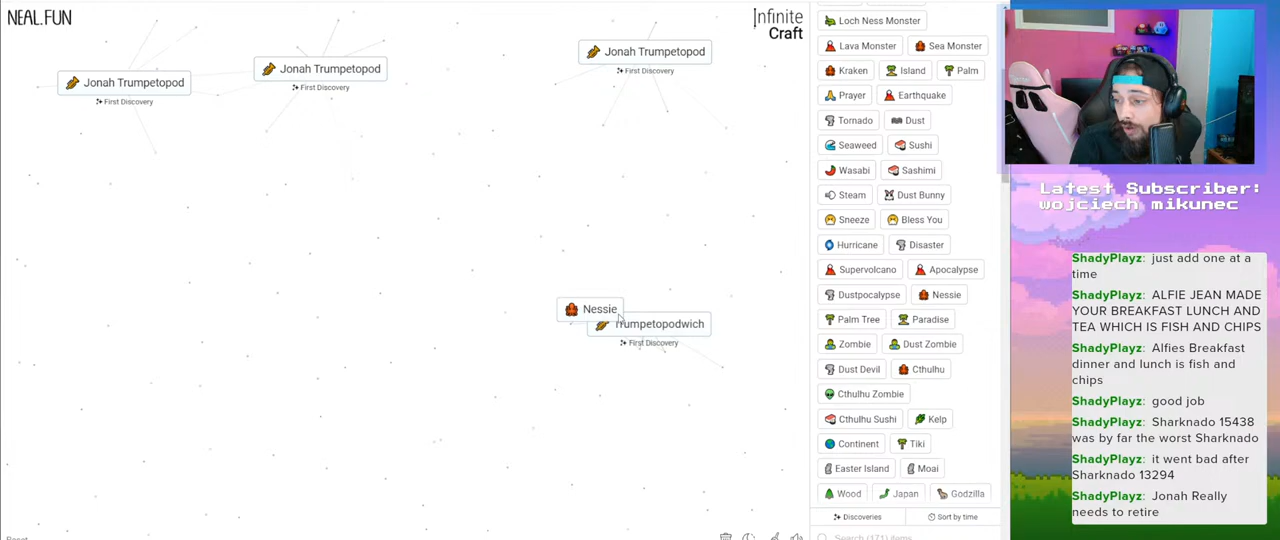 NEAL.FUN
Infinite
Craft
Jonah Trumpetopod
First Discovery
Jonah Trumpetopod
First Discovery
Jonah Trumpetopod
First Discovery
Nessie
Trumpetopodwich
First Discovery
Loch Ness Monster
Lava Monster Sea Monster
Kraken Island Palm
Prayer Earthquake
Tornado Dust
Seaweed Sushi
Wasabi Sashimi
Steam Dust Bunny
Sneeze Bless You
Hurricane Disaster
Supervolcano Apocalypse
Dustpocalypse Nessie
Palm Tree Paradise
Zombie Dust Zombie
Dust Devil Cthulhu
Cthulhu Zombie
Cthulhu Sushi Kelp
Continent Tiki
Easter Island Moai
Wood Japan Godzilla
Discoveries Sort by time
Search (171) items
Reset
Latest Subscriber:
wojciech mikunec
ShadyPlayz: just add one at a
time
ShadyPlayz: ALFIE JEAN MADE
YOUR BREAKFAST LUNCH AND
TEA WHICH IS FISH AND CHIPS
ShadyPlayz: Alfies Breakfast
dinner and lunch is fish and
chips
ShadyPlayz: good job
ShadyPlayz: Sharknado 15438
was by far the worst Sharknado
ShadyPlayz: it went bad after
Sharknado 13294
ShadyPlayz: Jonah Really
needs to retire